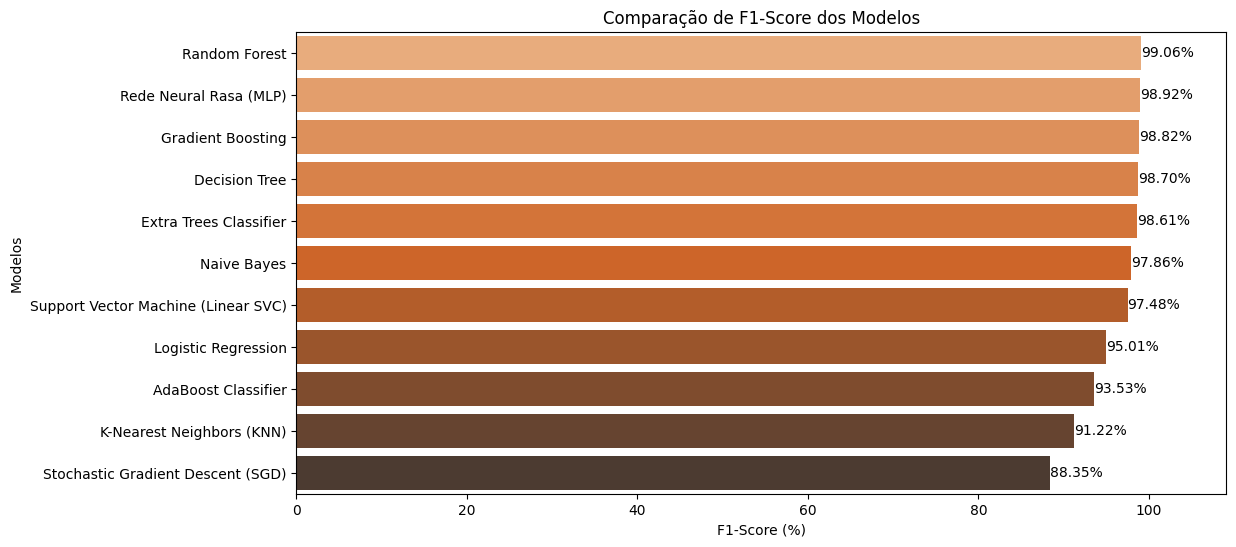 Comparação de F1-Score dos Modelos
Modelos
Random Forest 99.06%
Rede Neural Rasa (MLP) 98.92%
Gradient Boosting 98.82%
Decision Tree 98.70%
Extra Trees Classifier 98.61%
Naive Bayes 97.86%
Support Vector Machine (Linear SVC) 97.48%
Logistic Regression 95.01%
AdaBoost Classifier 93.53%
K-Nearest Neighbors (KNN) 91.22%
Stochastic Gradient Descent (SGD) 88.35%
0 20 40 60 80 100
F1-Score (%)